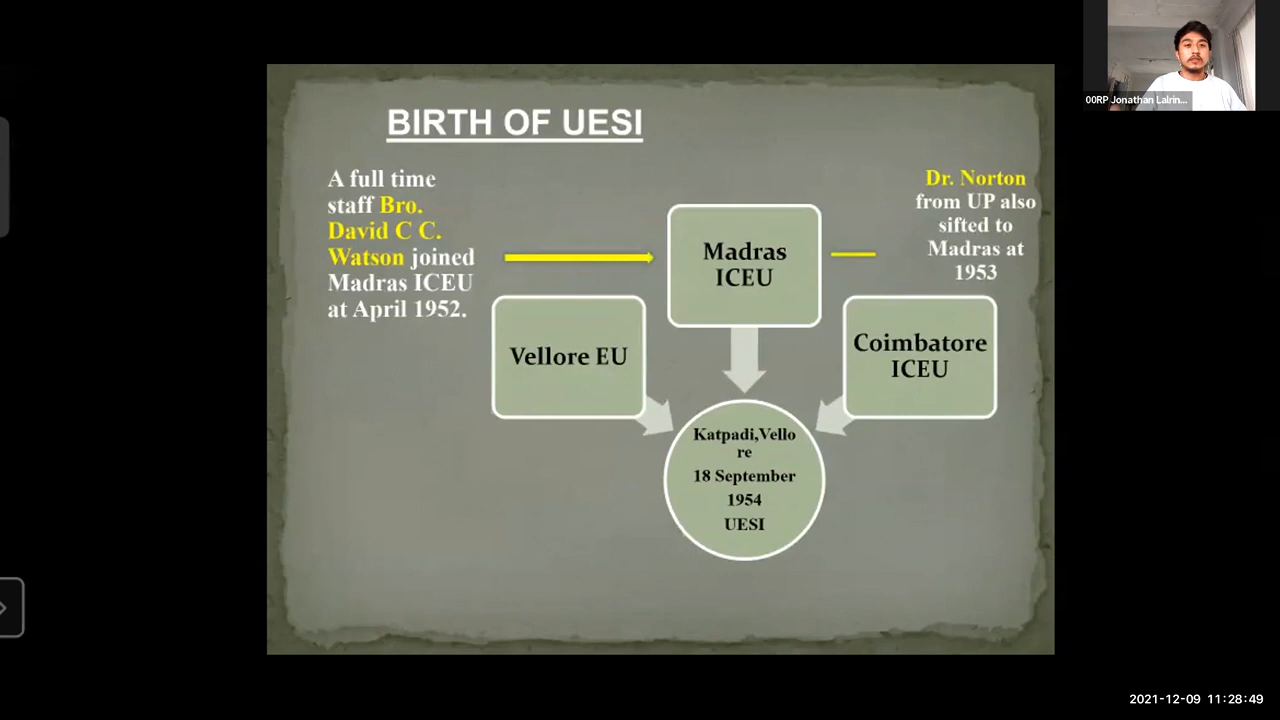 BIRTH OF UESI
A full time
staff Bro.
David C C.
Watson joined
Madras ICEU
at April 1952.
Dr. Norton
from UP also
sifted to
Madras at
1953
Madras
ICEU
Vellore EU
Coimbatore
ICEU
Katpadi,Vello
re
18 September
1954
UESI
00RP Jonathan Lalrin...
2021-12-09 11:28:49